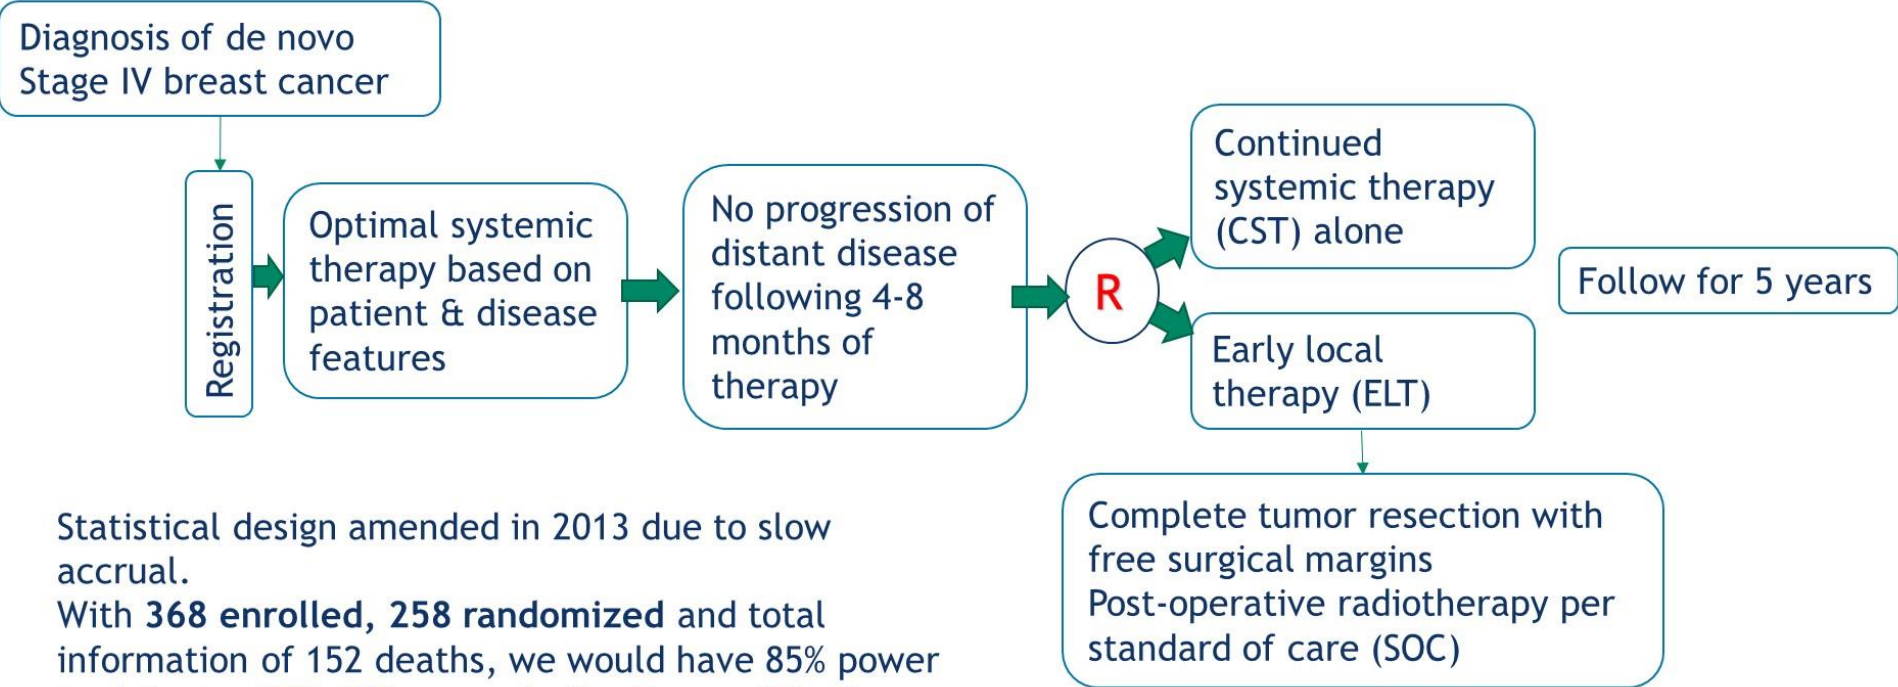 Diagnosis of de novo
Stage IV breast cancer
Registration
Optimal systemic
therapy based on
patient & disease
features
No progression of
distant disease
following 4-8
months of
therapy
R
Continued
systemic therapy
(CST) alone
Early local
therapy (ELT)
Follow for 5 years
Complete tumor resection with
free surgical margins
Post-operative radiotherapy per
standard of care (SOC)
Statistical design amended in 2013 due to slow
accrual.
With 368 enrolled, 258 randomized and total
information of 152 deaths, we would have 85% power